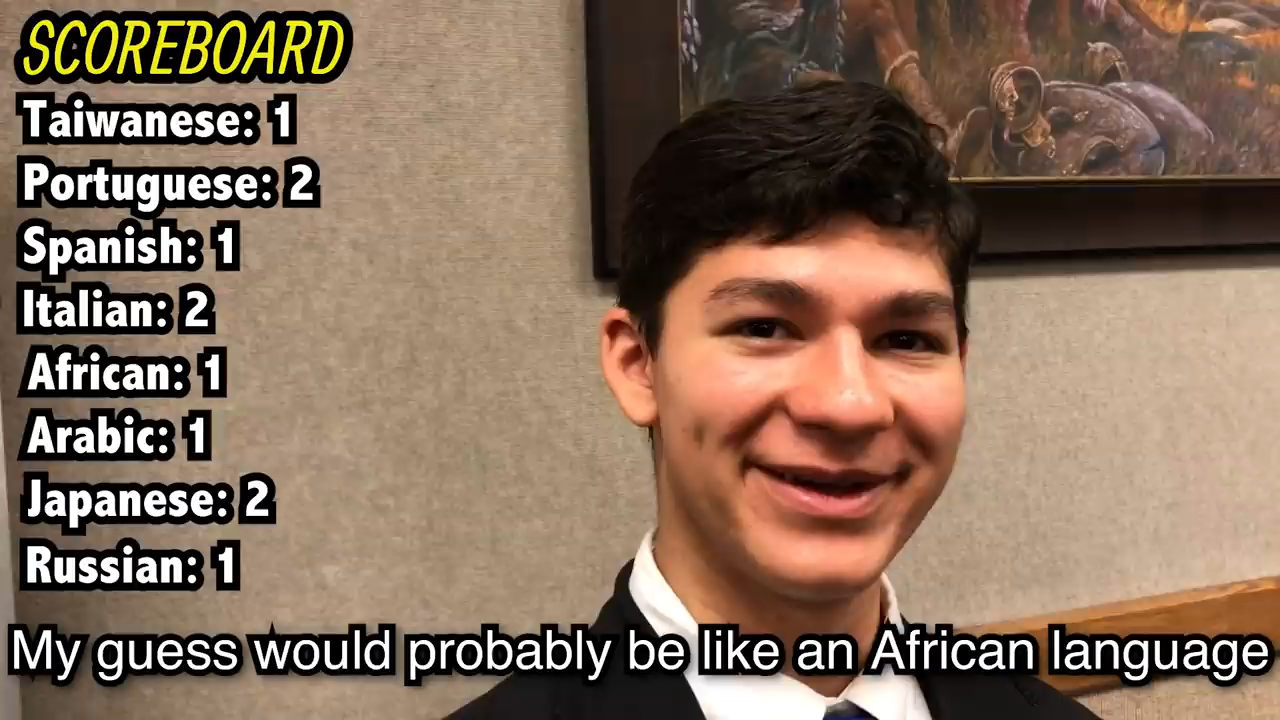 SCOREBOARD
Taiwanese: 1
Portuguese: 2
Spanish: 1
Italian: 2
African: 1
Arabic: 1
Japanese: 2
Russian: 1
My guess would probably be like an African language